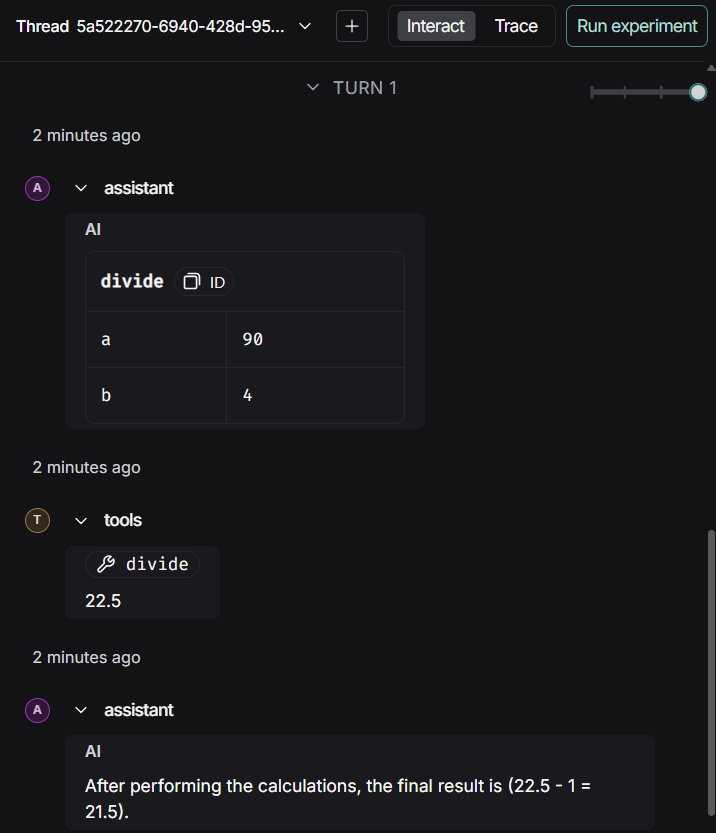 Thread 5a522270-6940-428d-95... + Interact Trace Run experiment
TURN 1
2 minutes ago
A assistant
AI
divide ID
a 90
b 4
2 minutes ago
T tools
divide
22.5
2 minutes ago
A assistant
AI
After performing the calculations, the final result is (22.5 - 1 =
21.5).